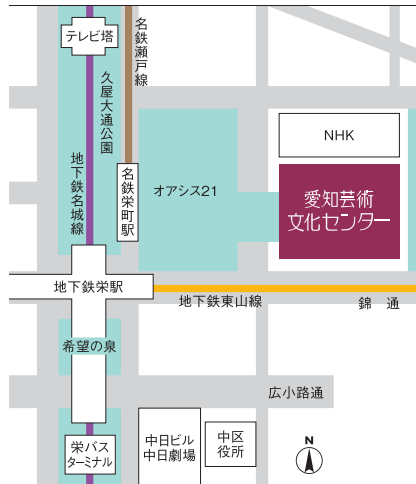 テレビ塔
名鉄瀬戸線
久屋大通公園
NHK
地下鉄名城線
名鉄栄町駅
オアシス21
愛知芸術
文化センター
地下鉄栄駅
地下鉄東山線
錦通
希望の泉
広小路通
栄バス
ターミナル
中日ビル
中日劇場
中区
役所
N